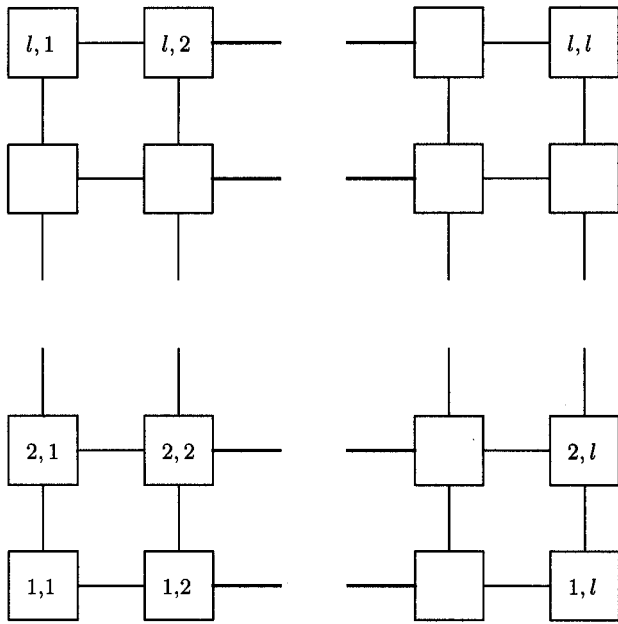 l, 1 l, 2 l, l
2, 1 2, 2 2, l
1,1 1,2 1, l